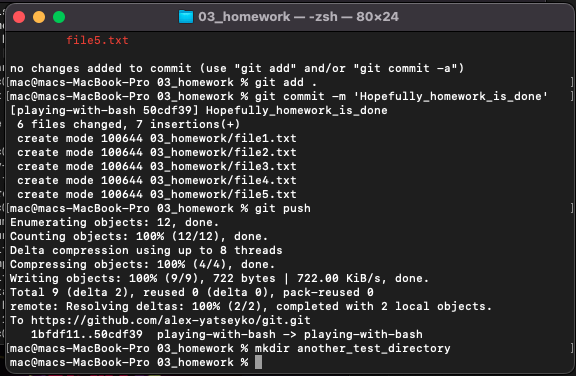 03_homework — -zsh — 80×24
file5.txt
no changes added to commit (use "git add" and/or "git commit -a")
[mac@macs-MacBook-Pro 03_homework % git add .
[mac@macs-MacBook-Pro 03_homework % git commit -m 'Hopefully_homework_is_done' ]
[playing-with-bash 50cdf39] Hopefully_homework_is_done
 6 files changed, 7 insertions(+)
 create mode 100644 03_homework/file1.txt
 create mode 100644 03_homework/file2.txt
 create mode 100644 03_homework/file3.txt
 create mode 100644 03_homework/file4.txt
 create mode 100644 03_homework/file5.txt
[mac@macs-MacBook-Pro 03_homework % git push ]
Enumerating objects: 12, done.
Counting objects: 100% (12/12), done.
Delta compression using up to 8 threads
Compressing objects: 100% (4/4), done.
Writing objects: 100% (9/9), 722 bytes | 722.00 KiB/s, done.
Total 9 (delta 2), reused 0 (delta 0), pack-reused 0
remote: Resolving deltas: 100% (2/2), completed with 2 local objects.
To https://github.com/alex-yatseyko/git.git
   1bfdf11..50cdf39  playing-with-bash -> playing-with-bash
[mac@macs-MacBook-Pro 03_homework % mkdir another_test_directory ]
mac@macs-MacBook-Pro 03_homework %